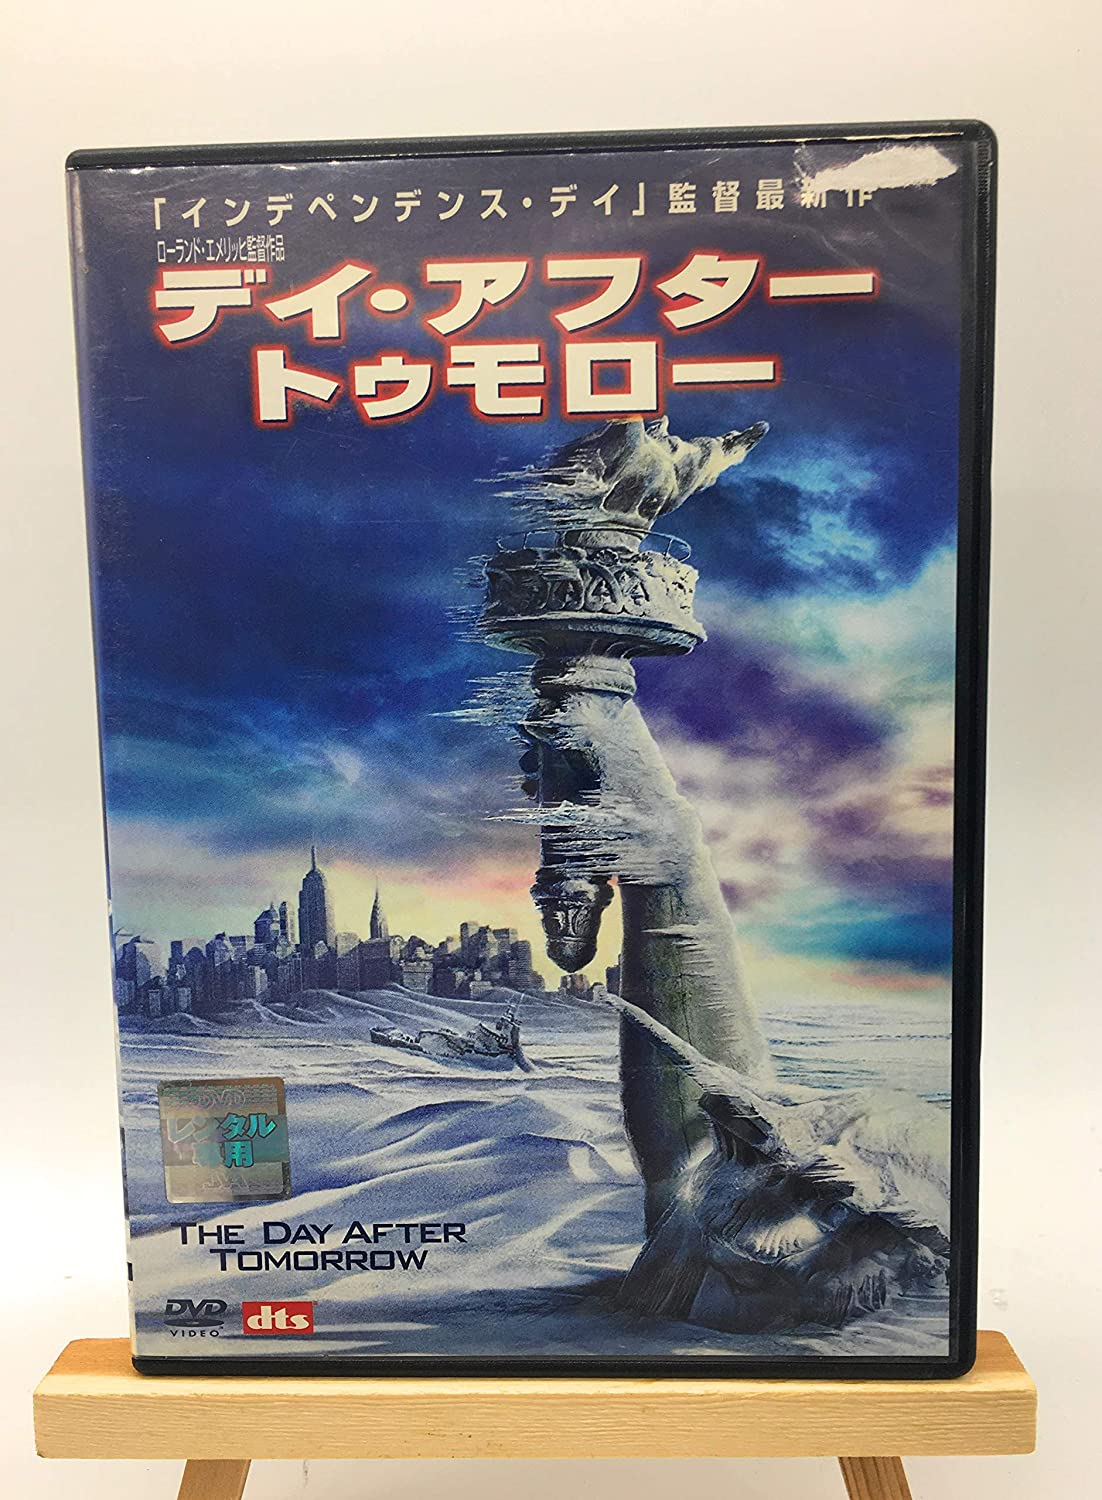 「インデペンデンス・デイ」監督最新作
ローランド・エメリッヒ監督作品
デイ・アフター
トゥモロー
DVD
レンタル
専用
THE DAY AFTER
TOMORROW
DVD
VIDEO
dts